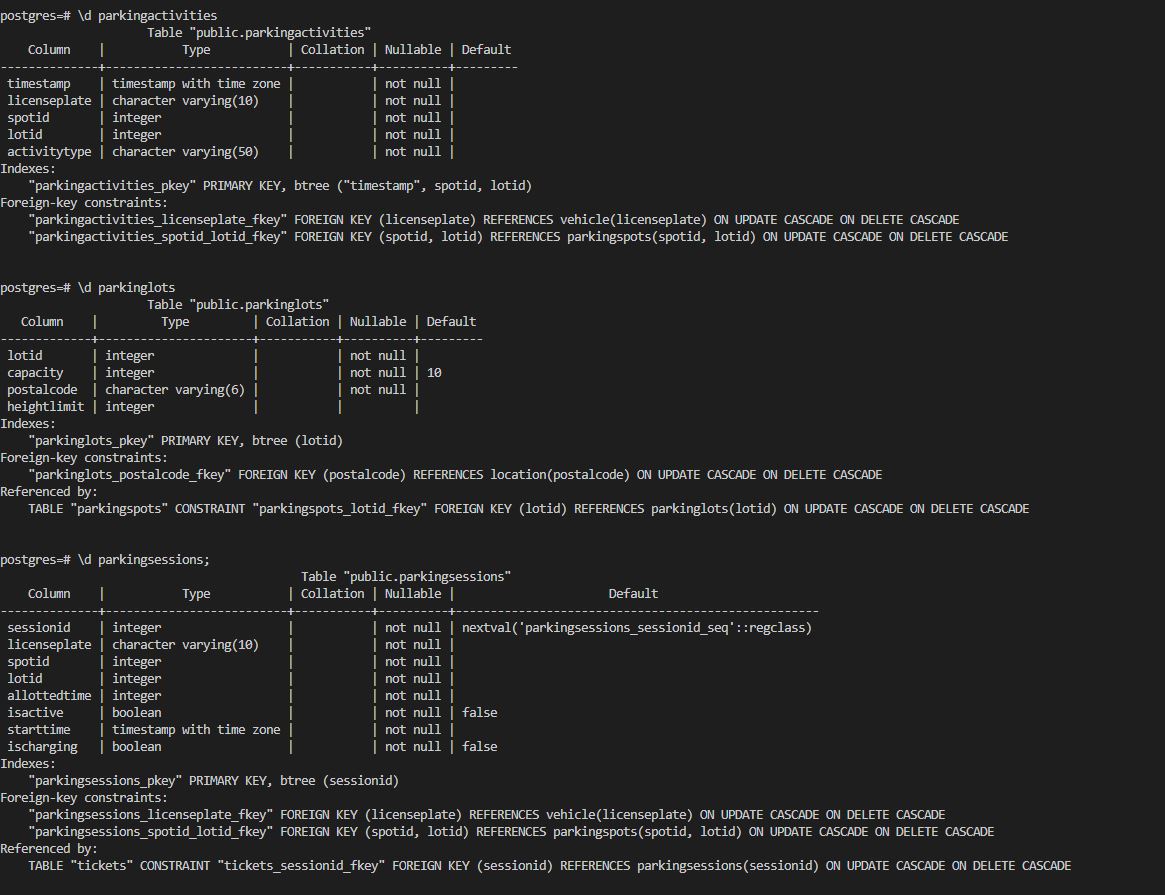 postgres=# \d parkingactivities
                     Table "public.parkingactivities"
    Column    |           Type           | Collation | Nullable | Default
--------------+--------------------------+-----------+----------+---------
 timestamp    | timestamp with time zone |           | not null |
 licenseplate | character varying(10)    |           | not null |
 spotid       | integer                  |           | not null |
 lotid        | integer                  |           | not null |
 activitytype | character varying(50)    |           | not null |
Indexes:
    "parkingactivities_pkey" PRIMARY KEY, btree ("timestamp", spotid, lotid)
Foreign-key constraints:
    "parkingactivities_licenseplate_fkey" FOREIGN KEY (licenseplate) REFERENCES vehicle(licenseplate) ON UPDATE CASCADE ON DELETE CASCADE
    "parkingactivities_spotid_lotid_fkey" FOREIGN KEY (spotid, lotid) REFERENCES parkingspots(spotid, lotid) ON UPDATE CASCADE ON DELETE CASCADE
postgres=# \d parkinglots
                     Table "public.parkinglots"
   Column    |         Type         | Collation | Nullable | Default
-------------+----------------------+-----------+----------+---------
 lotid       | integer              |           | not null |
 capacity    | integer              |           | not null | 10
 postalcode  | character varying(6) |           | not null |
 heightlimit | integer              |           |          |
Indexes:
    "parkinglots_pkey" PRIMARY KEY, btree (lotid)
Foreign-key constraints:
    "parkinglots_postalcode_fkey" FOREIGN KEY (postalcode) REFERENCES location(postalcode) ON UPDATE CASCADE ON DELETE CASCADE
Referenced by:
    TABLE "parkingspots" CONSTRAINT "parkingspots_lotid_fkey" FOREIGN KEY (lotid) REFERENCES parkinglots(lotid) ON UPDATE CASCADE ON DELETE CASCADE
postgres=# \d parkingsessions;
                                           Table "public.parkingsessions"
    Column    |           Type           | Collation | Nullable |                      Default
--------------+--------------------------+-----------+----------+----------------------------------------------------
 sessionid    | integer                  |           | not null | nextval('parkingsessions_sessionid_seq'::regclass)
 licenseplate | character varying(10)    |           | not null |
 spotid       | integer                  |           | not null |
 lotid        | integer                  |           | not null |
 allottedtime | integer                  |           | not null |
 isactive     | boolean                  |           | not null | false
 starttime    | timestamp with time zone |           | not null |
 ischarging   | boolean                  |           | not null | false
Indexes:
    "parkingsessions_pkey" PRIMARY KEY, btree (sessionid)
Foreign-key constraints:
    "parkingsessions_licenseplate_fkey" FOREIGN KEY (licenseplate) REFERENCES vehicle(licenseplate) ON UPDATE CASCADE ON DELETE CASCADE
    "parkingsessions_spotid_lotid_fkey" FOREIGN KEY (spotid, lotid) REFERENCES parkingspots(spotid, lotid) ON UPDATE CASCADE ON DELETE CASCADE
Referenced by:
    TABLE "tickets" CONSTRAINT "tickets_sessionid_fkey" FOREIGN KEY (sessionid) REFERENCES parkingsessions(sessionid) ON UPDATE CASCADE ON DELETE CASCADE